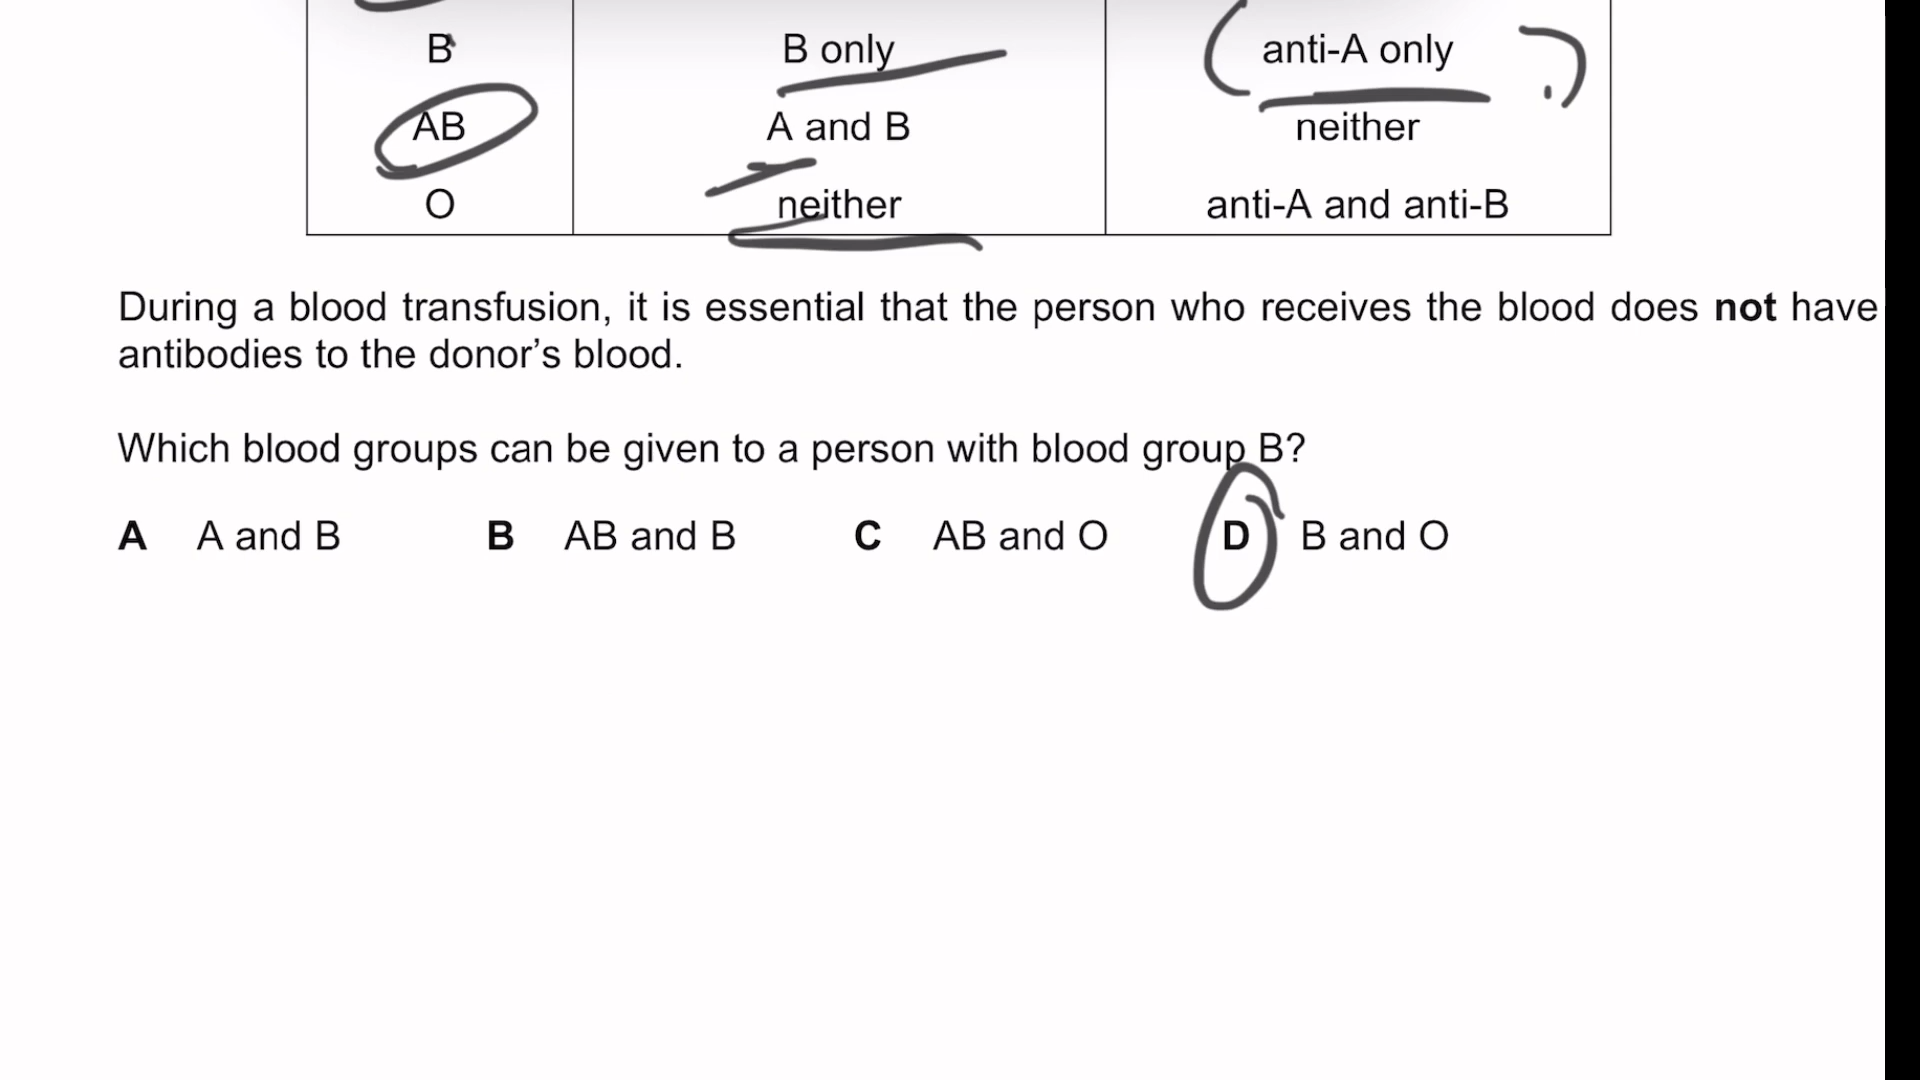 B B only anti-A only
AB A and B neither
O neither anti-A and anti-B
During a blood transfusion, it is essential that the person who receives the blood does not have
antibodies to the donor’s blood.
Which blood groups can be given to a person with blood group B?
A A and B B AB and B C AB and O D B and O